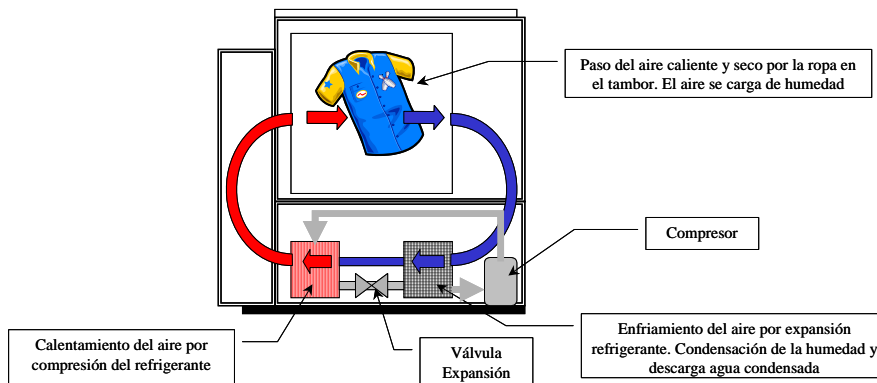 Paso del aire caliente y seco por la ropa en
el tambor. El aire se carga de humedad
Compresor
Calentamiento del aire por
compresión del refrigerante
Válvula
Expansión
Enfriamiento del aire por expansión
refrigerante. Condensación de la humedad y
descarga agua condensada